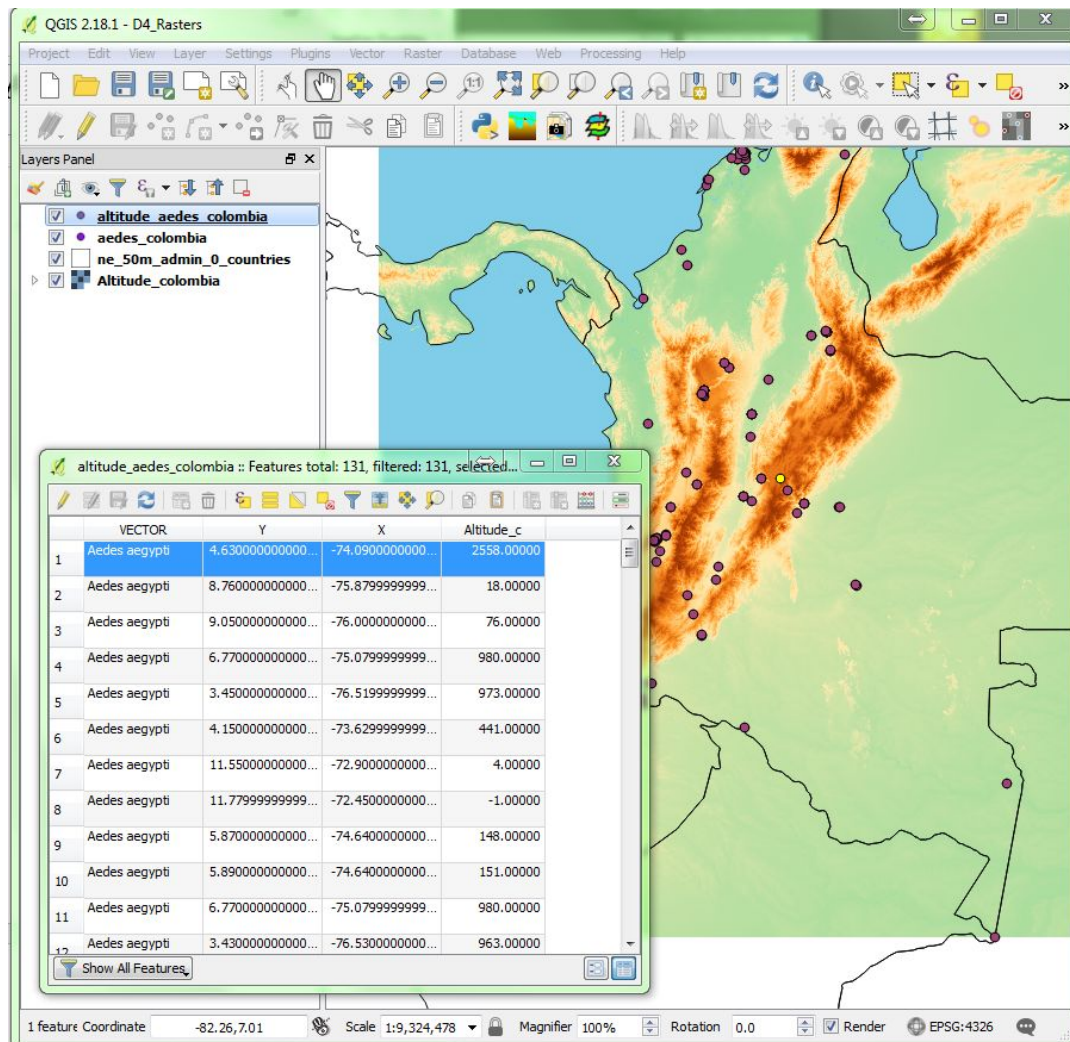 QGIS 2.18.1 - D4_Rasters
Project Edit View Layer Settings Plugins Vector Raster Database Web Processing Help
Layers Panel
altitude_aedes_colombia
aedes_colombia
ne_50m_admin_0_countries
Altitude_colombia
altitude_aedes_colombia :: Features total: 131, filtered: 131, selected...
VECTOR Y X Altitude_c
1 Aedes aegypti 4.630000000000... -74.0900000000... 2558.00000
2 Aedes aegypti 8.760000000000... -75.8799999999... 18.00000
3 Aedes aegypti 9.050000000000... -76.0000000000... 76.00000
4 Aedes aegypti 6.770000000000... -75.0799999999... 980.00000
5 Aedes aegypti 3.450000000000... -76.5199999999... 973.00000
6 Aedes aegypti 4.150000000000... -73.6299999999... 441.00000
7 Aedes aegypti 11.55000000000... -72.9000000000... 4.00000
8 Aedes aegypti 11.77999999999... -72.4500000000... -1.00000
9 Aedes aegypti 5.870000000000... -74.6400000000... 148.00000
10 Aedes aegypti 5.890000000000... -74.6400000000... 151.00000
11 Aedes aegypti 6.770000000000... -75.0799999999... 980.00000
12 Aedes aegypti 3.430000000000... -76.5300000000... 963.00000
Show All Features
1 feature Coordinate -82.26,7.01 Scale 1:9,324,478 Magnifier 100% Rotation 0.0 Render EPSG:4326